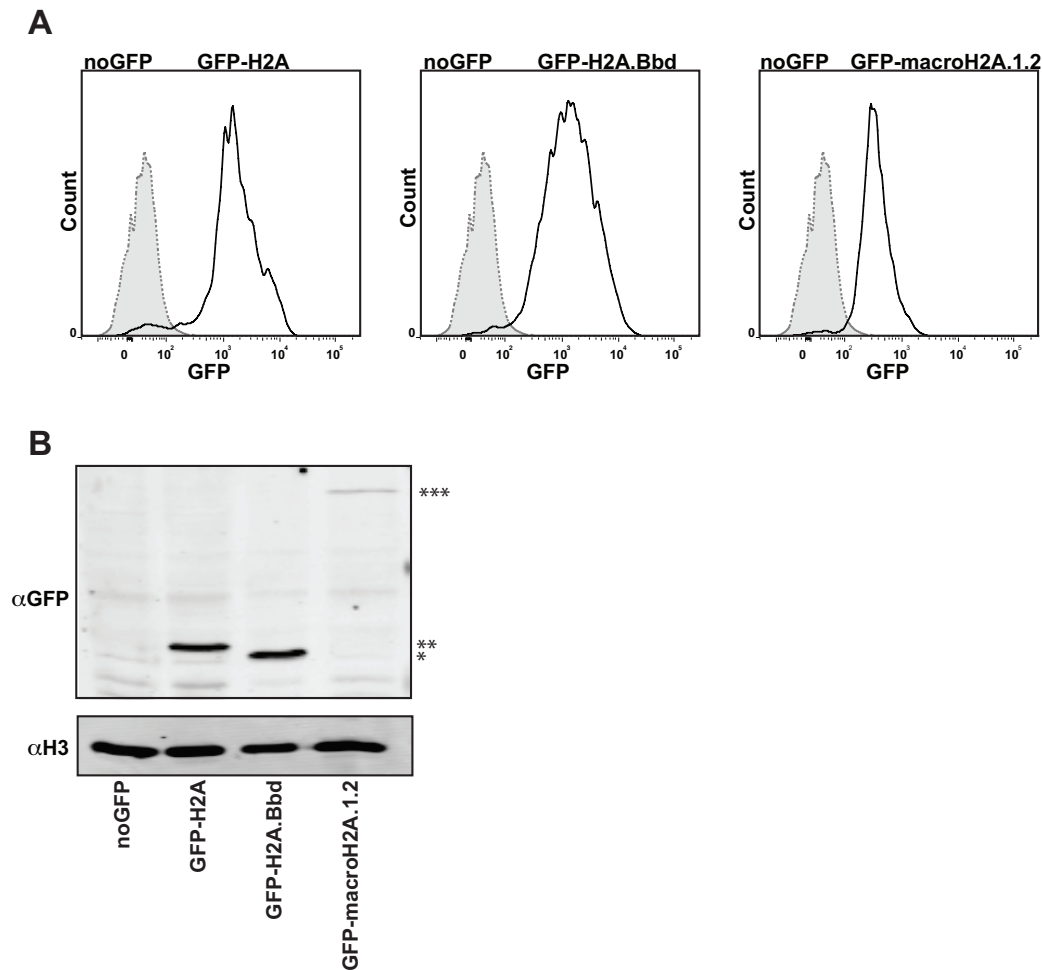 A
noGFP GFP-H2A
Count
0
0 10² 10³ 10⁴ 10⁵
GFP
noGFP GFP-H2A.Bbd
Count
0
0 10² 10³ 10⁴ 10⁵
GFP
noGFP GFP-macroH2A.1.2
Count
0
0 10² 10³ 10⁴ 10⁵
GFP
B
αGFP
***
**
*
αH3
noGFP
GFP-H2A
GFP-H2A.Bbd
GFP-macroH2A.1.2